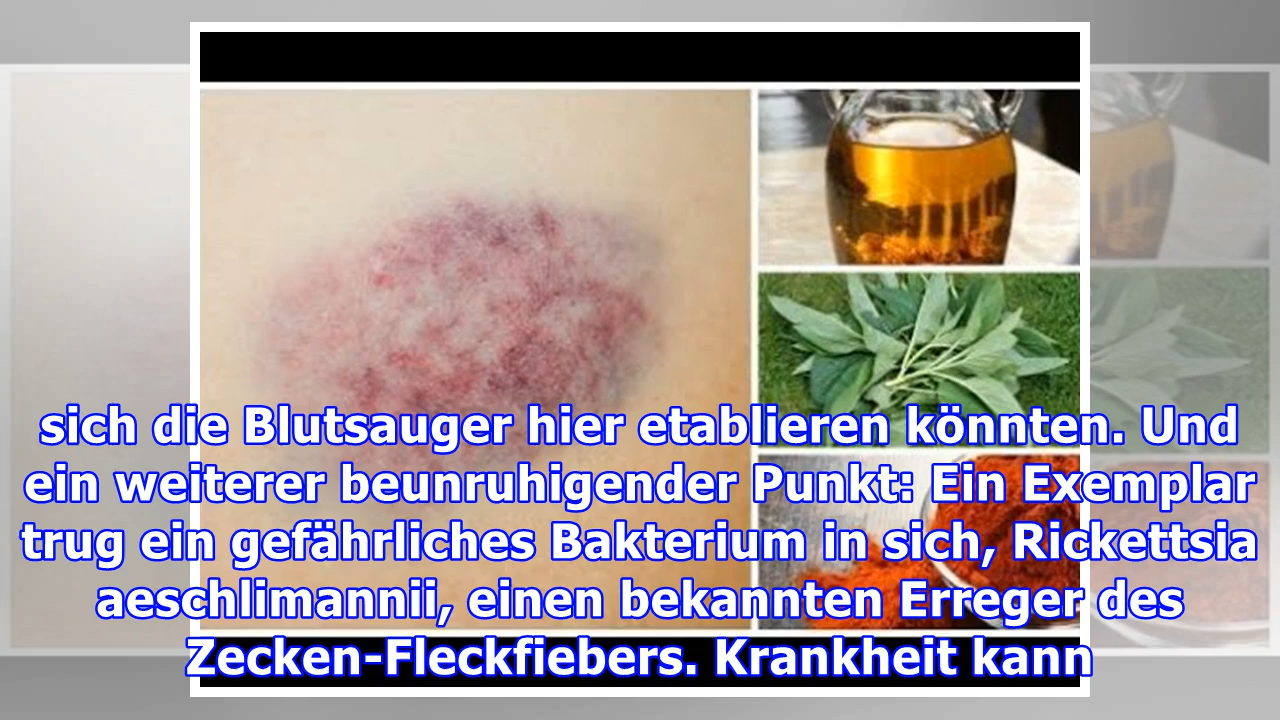 sich die Blutsauger hier etablieren könnten. Und
ein weiterer beunruhigender Punkt: Ein Exemplar
trug ein gefährliches Bakterium in sich, Rickettsia
aeschlimannii, einen bekannten Erreger des
Zecken-Fleckfiebers. Krankheit kann